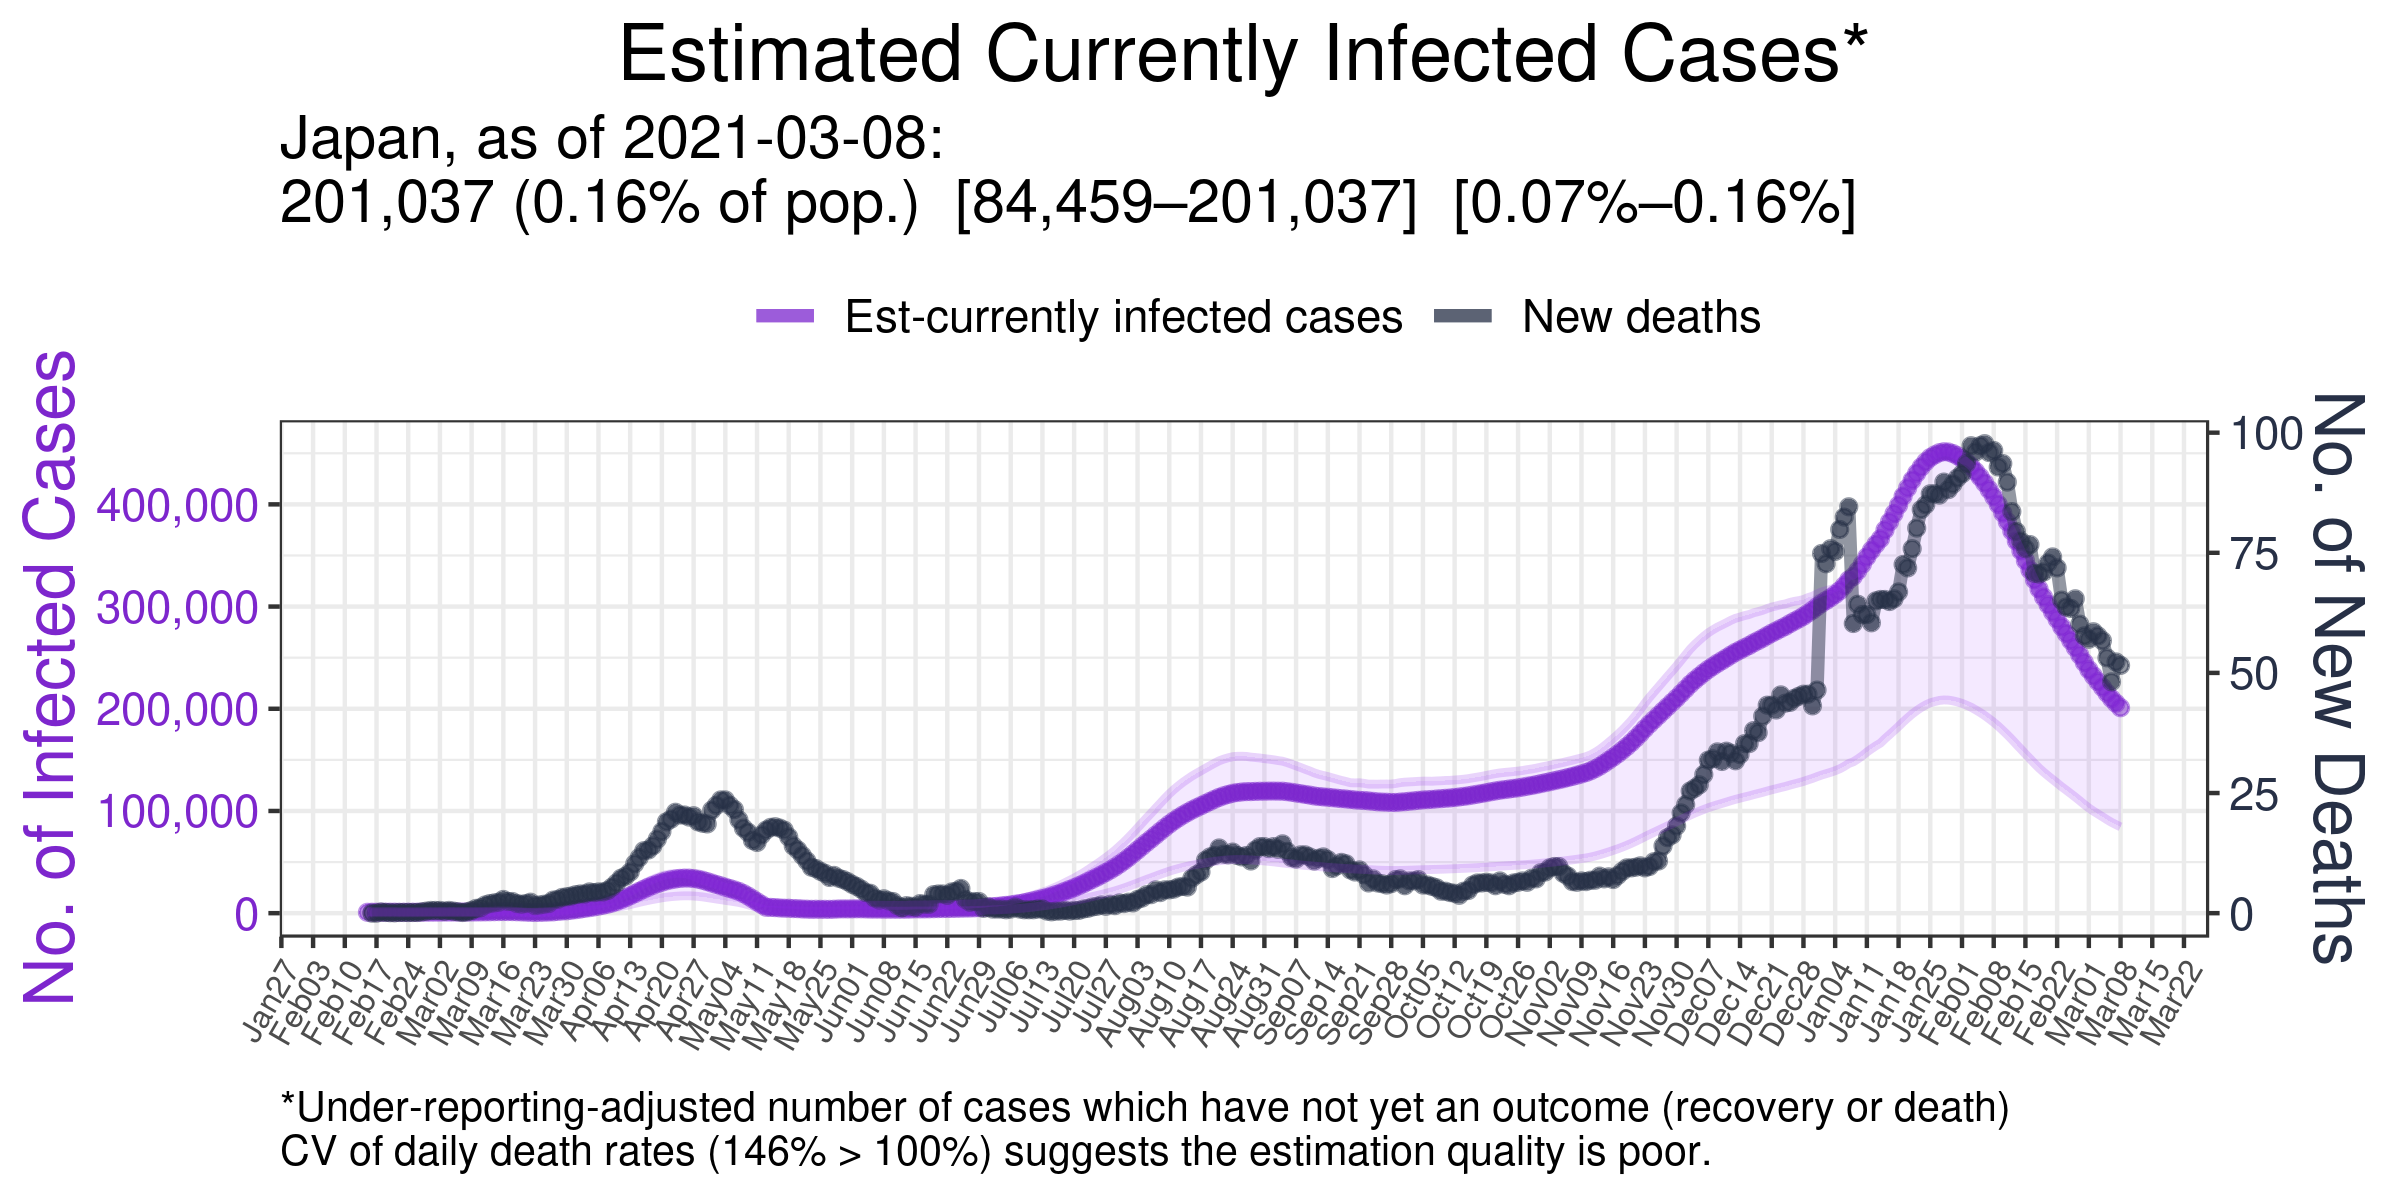 Estimated Currently Infected Cases*
Japan, as of 2021-03-08:
201,037 (0.16% of pop.)  [84,459–201,037]  [0.07%–0.16%]
Est-currently infected cases
New deaths
No. of Infected Cases
400,000
300,000
200,000
100,000
0
No. of New Deaths
100
75
50
25
0
Jan27
Feb03
Feb10
Feb17
Feb24
Mar02
Mar09
Mar16
Mar23
Mar30
Apr06
Apr13
Apr20
Apr27
May04
May11
May18
May25
Jun01
Jun08
Jun15
Jun22
Jun29
Jul06
Jul13
Jul20
Jul27
Aug03
Aug10
Aug17
Aug24
Aug31
Sep07
Sep14
Sep21
Sep28
Oct05
Oct12
Oct19
Oct26
Nov02
Nov09
Nov16
Nov23
Nov30
Dec07
Dec14
Dec21
Dec28
Jan04
Jan11
Jan18
Jan25
Feb01
Feb08
Feb15
Feb22
Mar01
Mar08
Mar15
Mar22
*Under-reporting-adjusted number of cases which have not yet an outcome (recovery or death)
CV of daily death rates (146% > 100%) suggests the estimation quality is poor.